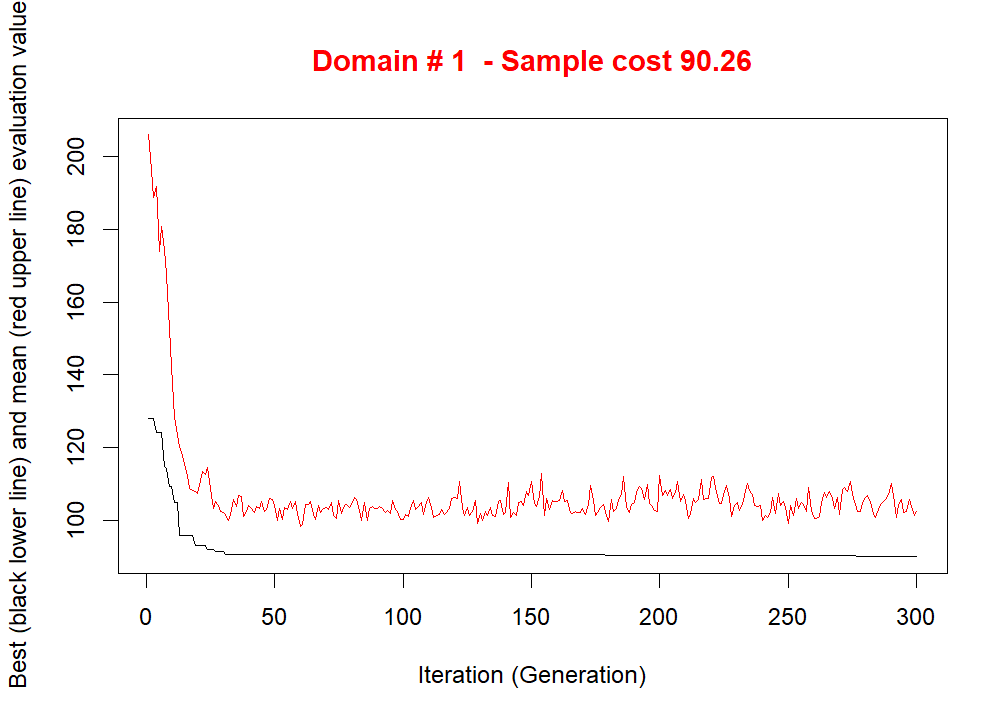 Domain # 1  - Sample cost 90.26
Best (black lower line) and mean (red upper line) evaluation value
200
180
160
140
120
100
0 50 100 150 200 250 300
Iteration (Generation)